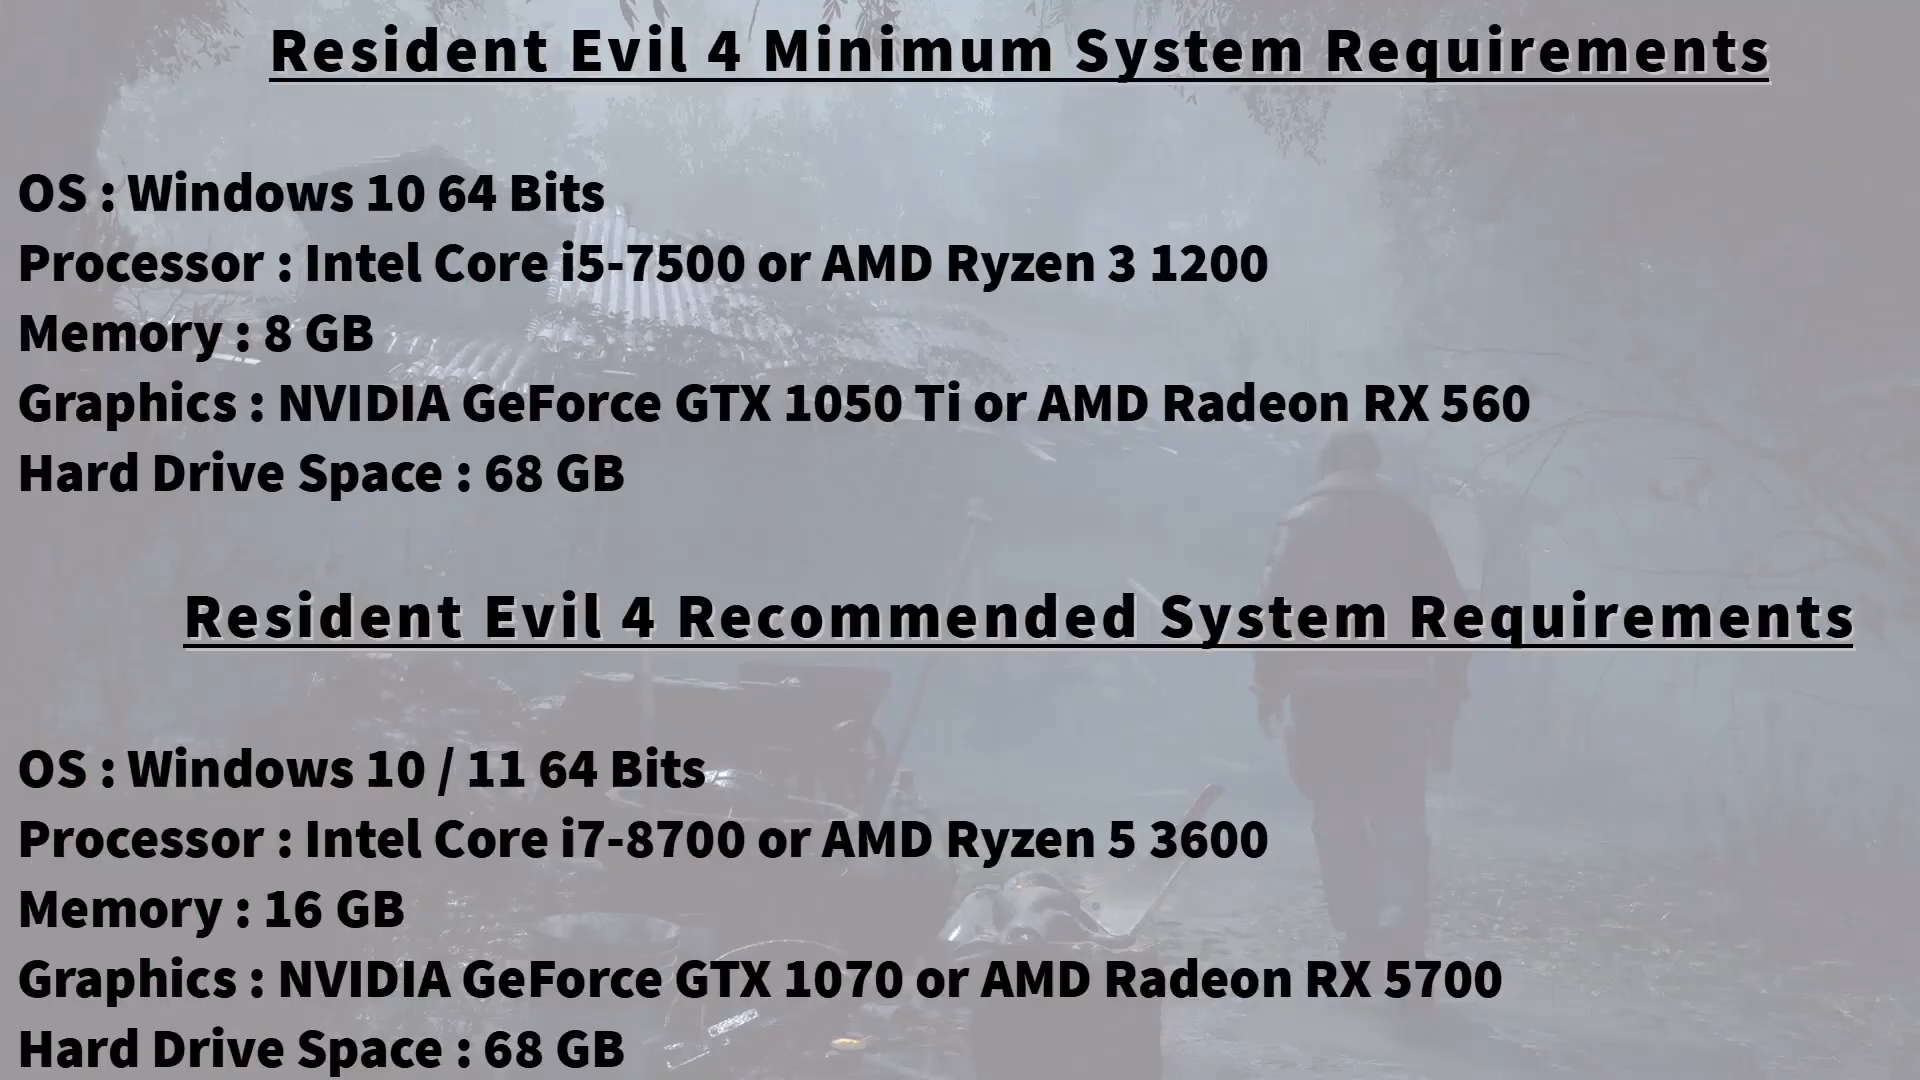 Resident Evil 4 Minimum System Requirements
OS : Windows 10 64 Bits
Processor : Intel Core i5-7500 or AMD Ryzen 3 1200
Memory : 8 GB
Graphics : NVIDIA GeForce GTX 1050 Ti or AMD Radeon RX 560
Hard Drive Space : 68 GB
Resident Evil 4 Recommended System Requirements
OS : Windows 10 / 11 64 Bits
Processor : Intel Core i7-8700 or AMD Ryzen 5 3600
Memory : 16 GB
Graphics : NVIDIA GeForce GTX 1070 or AMD Radeon RX 5700
Hard Drive Space : 68 GB